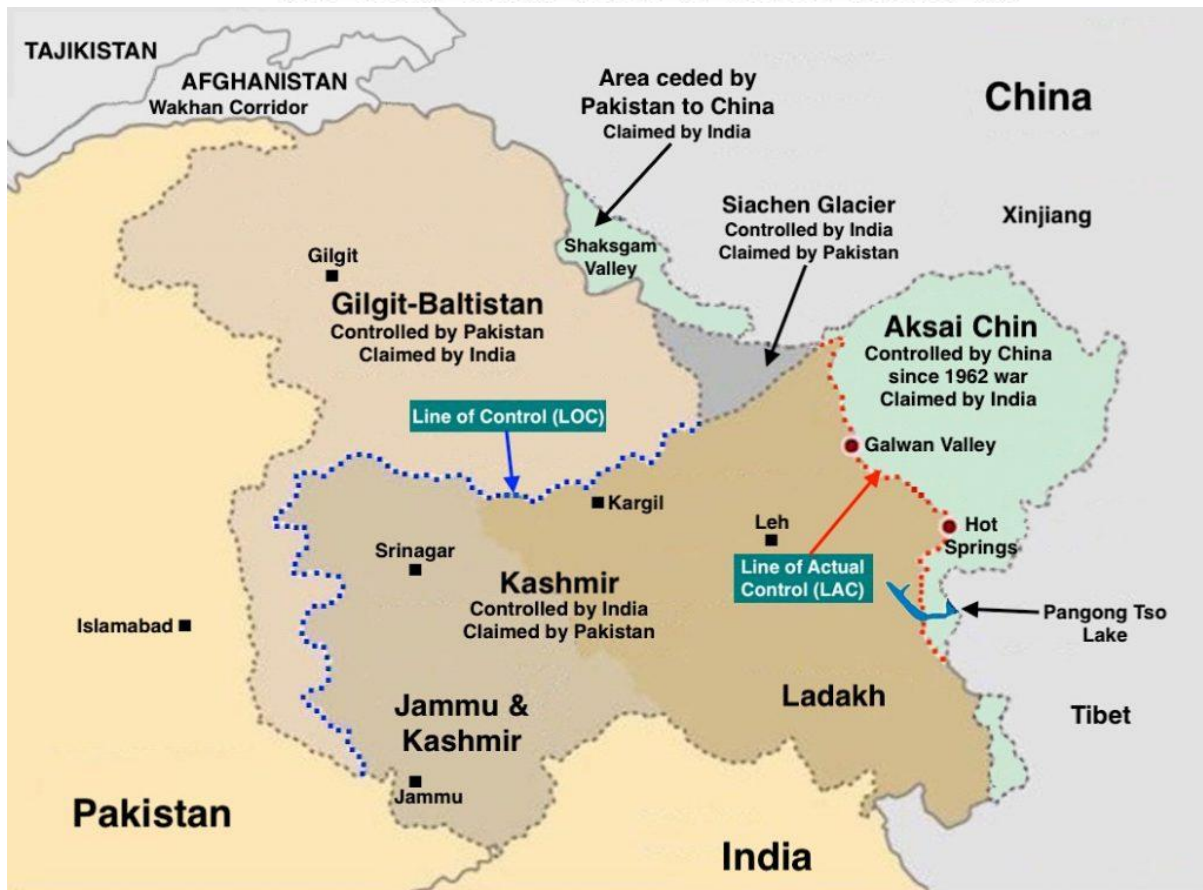 TAJIKISTAN
AFGHANISTAN
Wakhan Corridor
Area ceded by
Pakistan to China
Claimed by India
China
Siachen Glacier
Controlled by India
Claimed by Pakistan
Xinjiang
Shaksgam
Valley
Gilgit
Gilgit-Baltistan
Controlled by Pakistan
Claimed by India
Aksai Chin
Controlled by China
since 1962 war
Claimed by India
Line of Control (LOC)
Galwan Valley
Kargil
Leh
Hot
Springs
Srinagar
Line of Actual
Control (LAC)
Kashmir
Controlled by India
Claimed by Pakistan
Islamabad
Pangong Tso
Lake
Ladakh
Tibet
Jammu &
Kashmir
Jammu
Pakistan
India